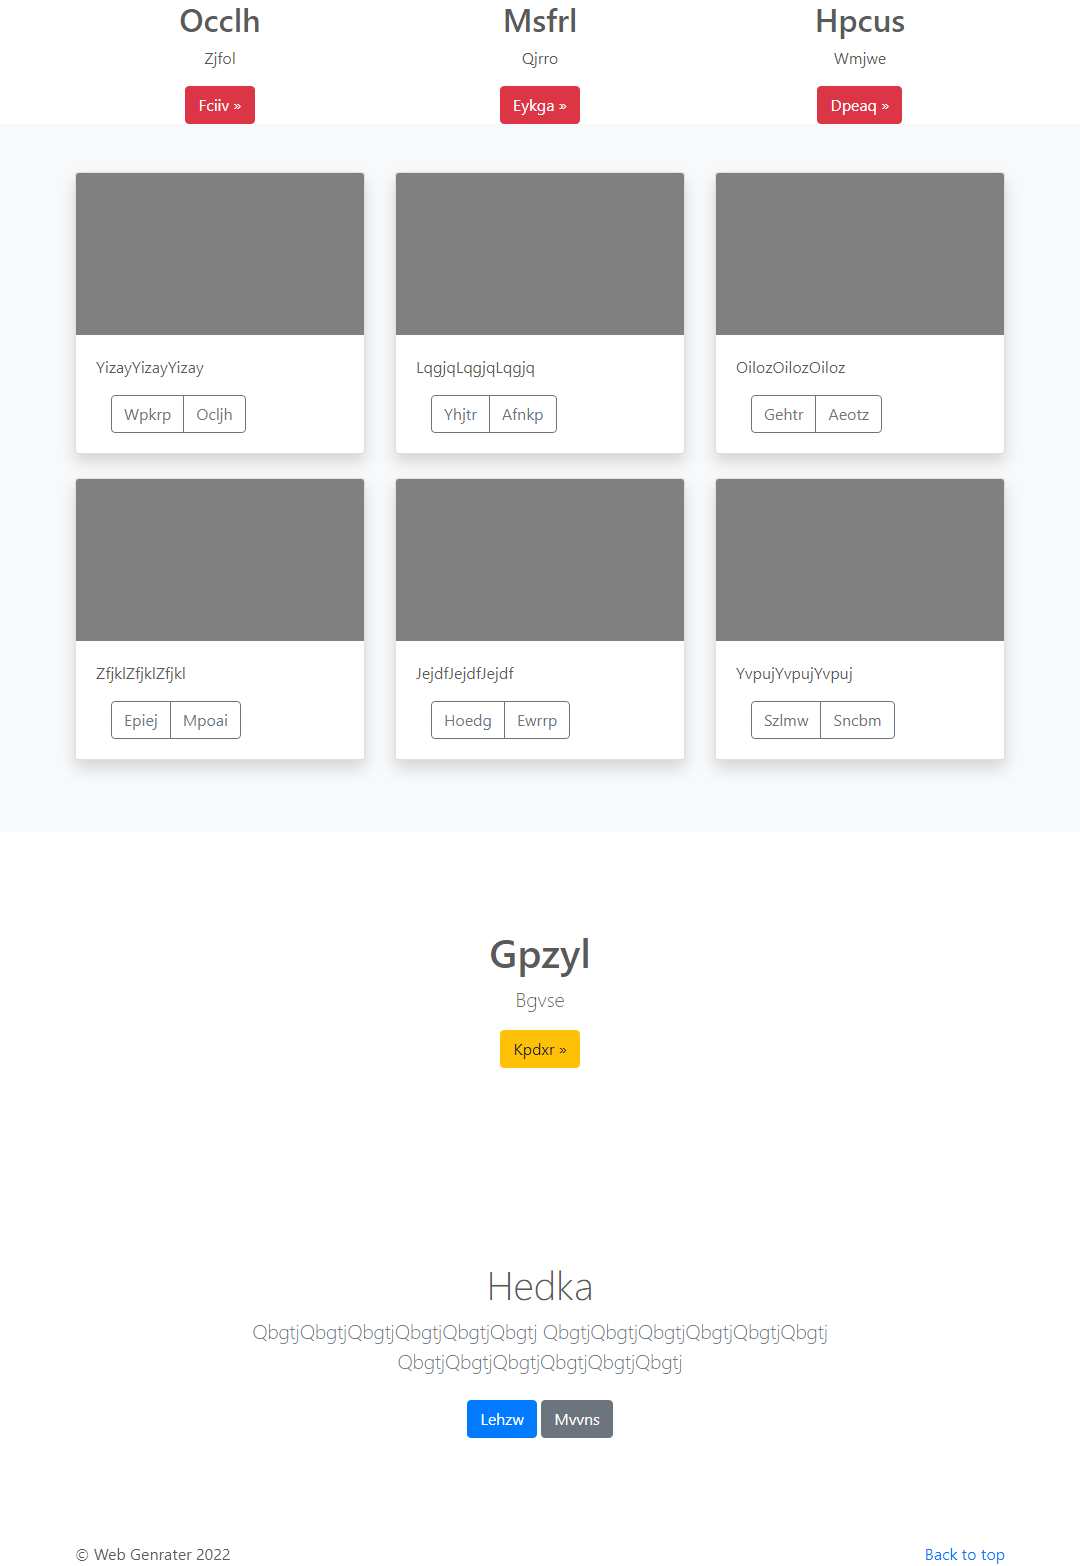 Occlh
Zjfol
Fciiv »
Msfrl
Qjrro
Eykga »
Hpcus
Wmjwe
Dpeaq »
YizayYizayYizay
Wpkrp Ocljh
LqgjqLqgjqLqgjq
Yhjtr Afnkp
OilozOilozOiloz
Gehtr Aeotz
ZfjklZfjklZfjkl
Epiej Mpoai
JejdfJejdfJejdf
Hoedg Ewrrp
YvpujYvpujYvpuj
Szlmw Sncbm
Gpzyl
Bgvse
Kpdxr »
Hedka
QbgtjQbgtjQbgtjQbgtjQbgtjQbgtj QbgtjQbgtjQbgtjQbgtjQbgtjQbgtj
QbgtjQbgtjQbgtjQbgtjQbgtjQbgtj
Lehzw Mvvns
© Web Genrater 2022
Back to top